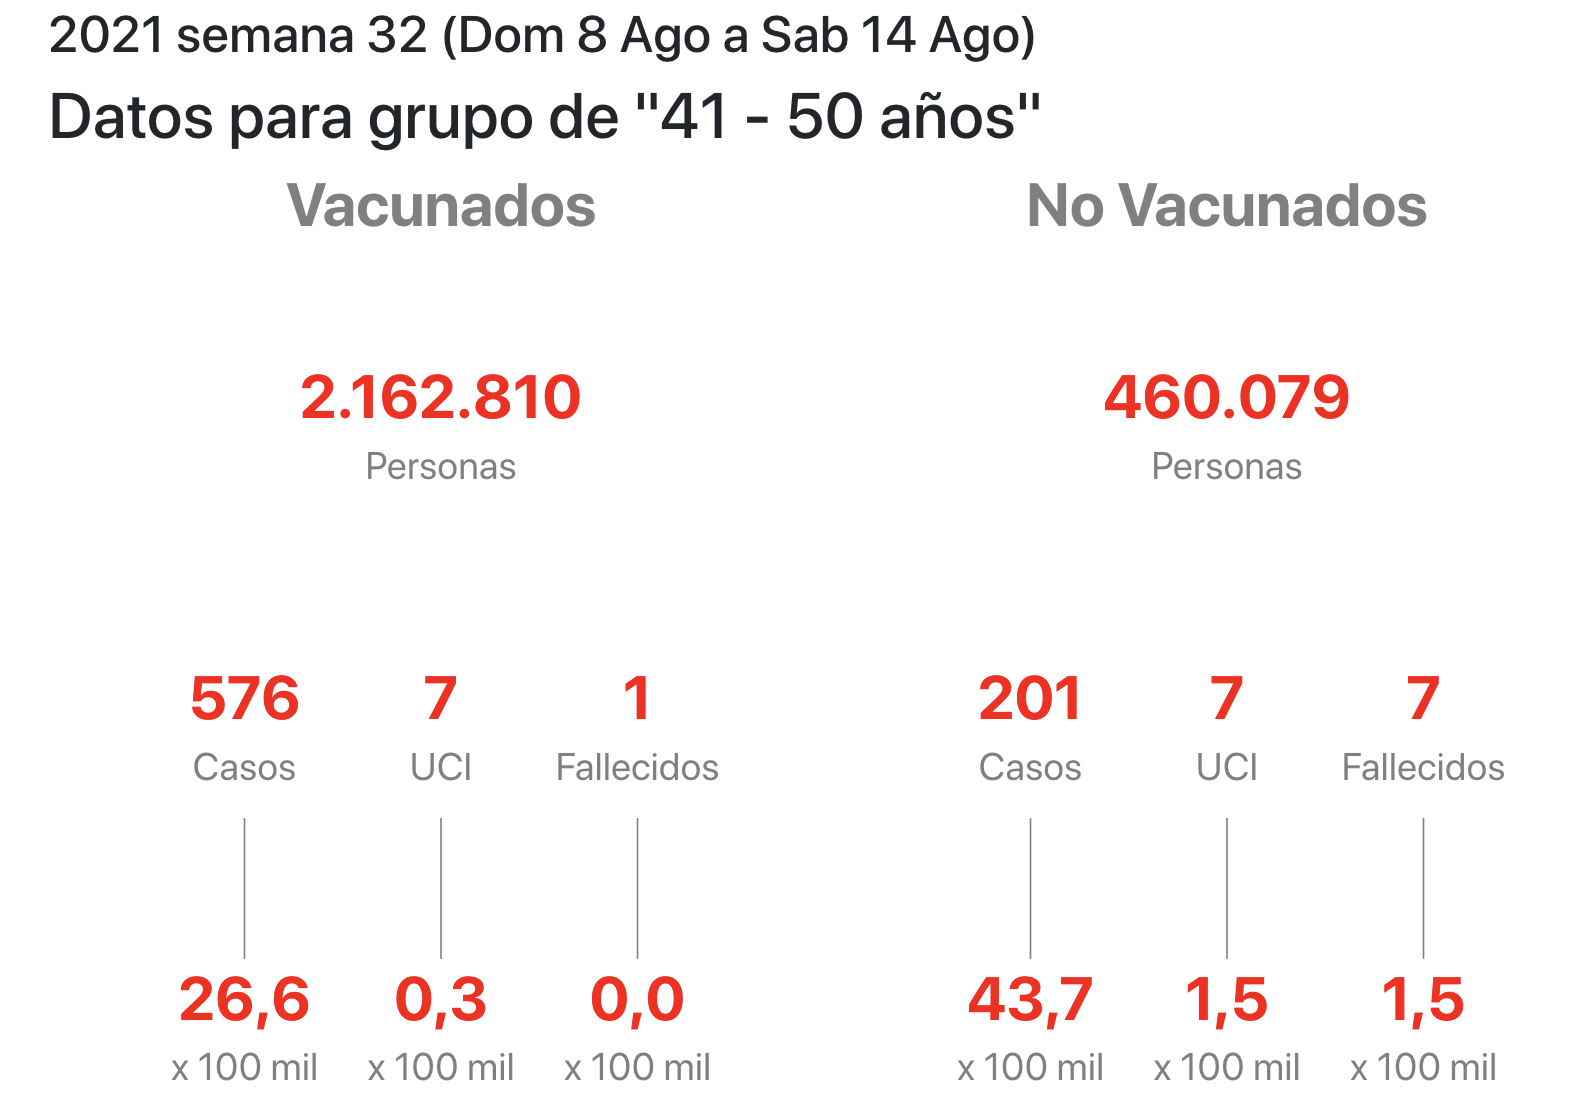 2021 semana 32 (Dom 8 Ago a Sab 14 Ago)
Datos para grupo de "41 - 50 años"
Vacunados
2.162.810
Personas
576 7 1
Casos UCI Fallecidos
26,6 0,3 0,0
x 100 mil x 100 mil x 100 mil
No Vacunados
460.079
Personas
201 7 7
Casos UCI Fallecidos
43,7 1,5 1,5
x 100 mil x 100 mil x 100 mil